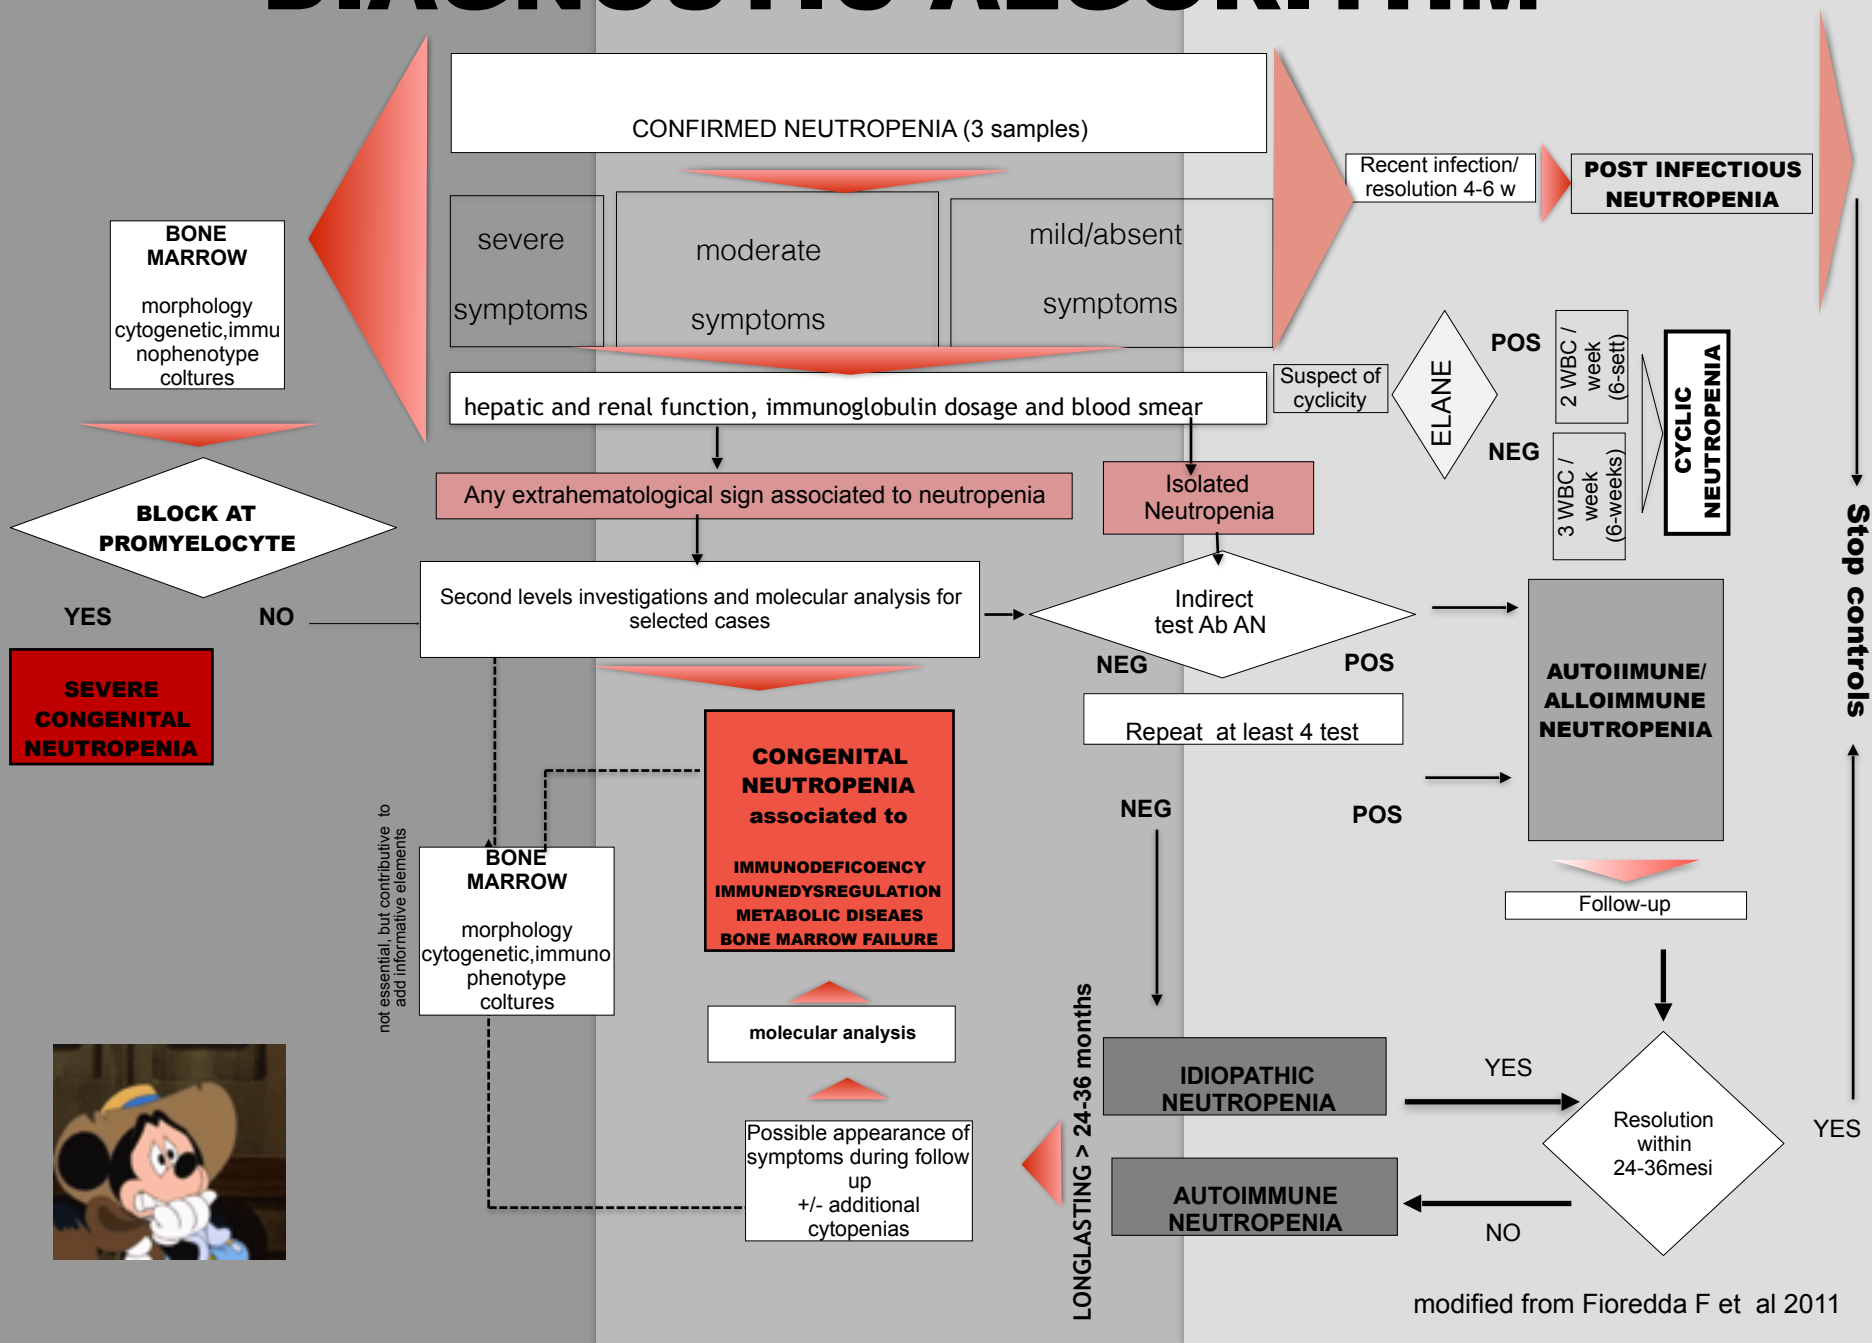 DIAGNOSTIC ALGORITHM
CONFIRMED NEUTROPENIA (3 samples)
Recent infection/
resolution 4-6 w
POST INFECTIOUS
NEUTROPENIA
severe
symptoms
moderate
symptoms
mild/absent
symptoms
BONE
MARROW
morphology
cytogenetic,immu
nophenotype
coltures
hepatic and renal function, immunoglobulin dosage and blood smear
Suspect of
cyclicity
ELANE
POS
NEG
2 WBC /
week
(6-sett)
3 WBC /
week
(6-weeks)
CYCLIC
NEUTROPENIA
Any extrahematological sign associated to neutropenia
Isolated
Neutropenia
BLOCK AT
PROMYELOCYTE
YES
NO
SEVERE
CONGENITAL
NEUTROPENIA
Second levels investigations and molecular analysis for
selected cases
Indirect
test Ab AN
NEG
POS
Repeat at least 4 test
NEG
POS
AUTOIIMUNE/
ALLOIMMUNE
NEUTROPENIA
Stop controls
CONGENITAL
NEUTROPENIA
associated to
IMMUNODEFICOENCY
IMMUNEDYSREGULATION
METABOLIC DISEAES
BONE MARROW FAILURE
not essential, but contributive to
add informative elements
BONE
MARROW
morphology
cytogenetic,immuno
phenotype
coltures
Follow-up
molecular analysis
Possible appearance of
symptoms during follow
up
+/- additional
cytopenias
LONGLASTING > 24-36 months
IDIOPATHIC
NEUTROPENIA
AUTOIMMUNE
NEUTROPENIA
YES
NO
Resolution
within
24-36mesi
YES
modified from Fioredda F et al 2011